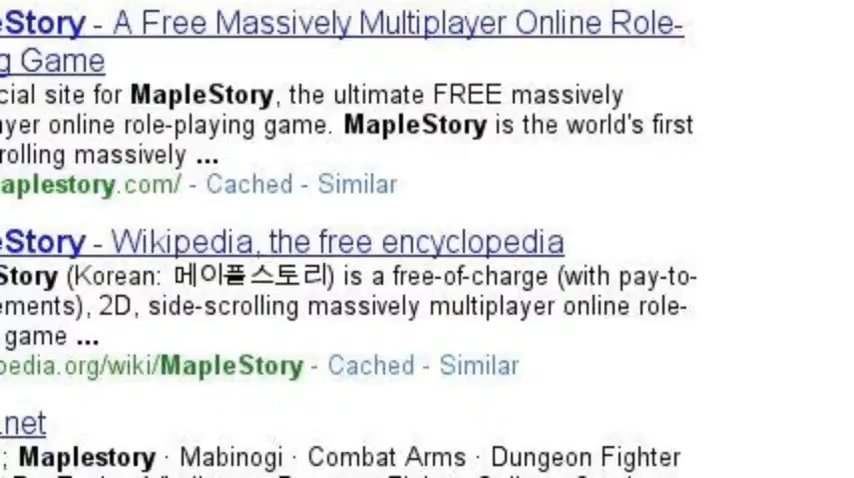 eStory - A Free Massively Multiplayer Online Role-
g Game
cial site for MapleStory, the ultimate FREE massively
ayer online role-playing game. MapleStory is the world's first
rolling massively ...
aplestory.com/ - Cached - Similar
eStory - Wikipedia, the free encyclopedia
Story (Korean: 메이플스토리) is a free-of-charge (with pay-to-
ements), 2D, side-scrolling massively multiplayer online role-
game ...
pedia.org/wiki/MapleStory - Cached - Similar
.net
; Maplestory · Mabinogi · Combat Arms · Dungeon Fighter